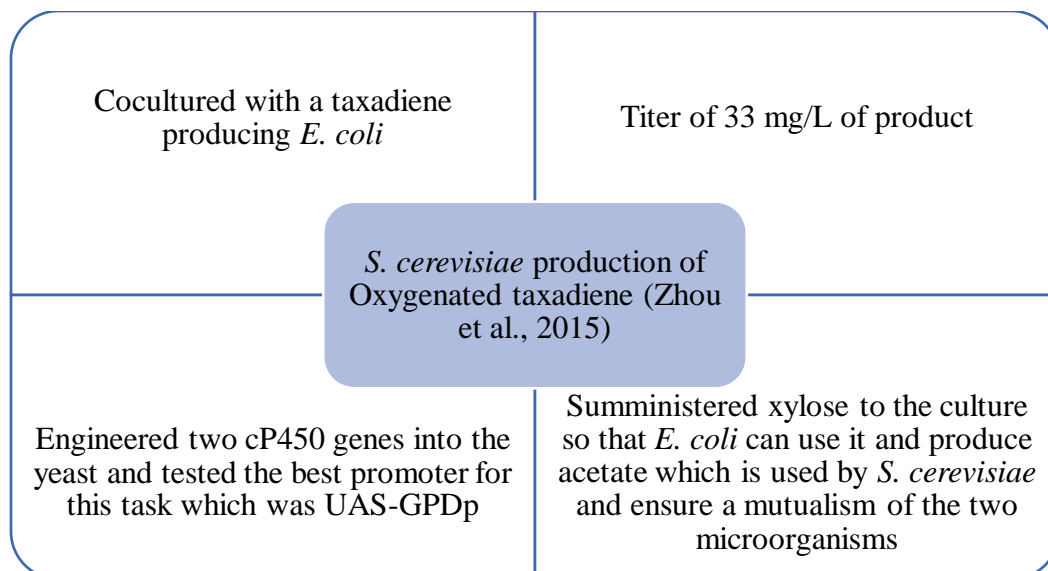 Cocultured with a taxadiene
producing E. coli
Titer of 33 mg/L of product
S. cerevisiae production of
Oxygenated taxadiene (Zhou
et al., 2015)
Engineered two cP450 genes into the
yeast and tested the best promoter for
this task which was UAS-GPDp
Sumministered xylose to the culture
so that E. coli can use it and produce
acetate which is used by S. cerevisiae
and ensure a mutualism of the two
microorganisms